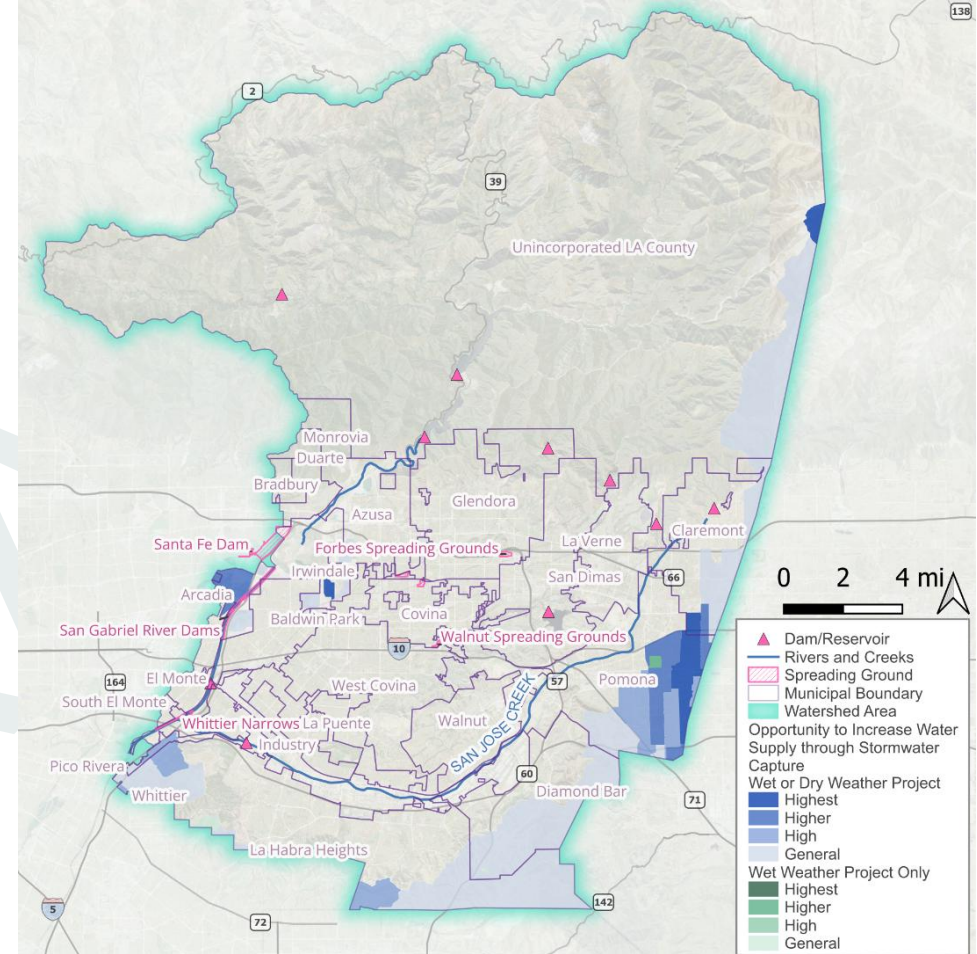 138
2
39
Unincorporated LA County
Monrovia
Duarte
Bradbury
Glendora
Azusa
Santa Fe Dam
Forbes Spreading Grounds
La Verne
Claremont
Irwindale
San Dimas
66
Arcadia
Baldwin Park
Covina
San Gabriel River Dams
Walnut Spreading Grounds
10
164
El Monte
West Covina
57
Pomona
South El Monte
Whittier Narrows
La Puente
Walnut
Industry
SAN JOSE CREEK
Pico Rivera
60
Whittier
Diamond Bar
71
La Habra Heights
5
72
142
0 2 4 mi
Dam/Reservoir
Rivers and Creeks
Spreading Ground
Municipal Boundary
Watershed Area
Opportunity to Increase Water
Supply through Stormwater
Capture
Wet or Dry Weather Project
Highest
Higher
High
General
Wet Weather Project Only
Highest
Higher
High
General